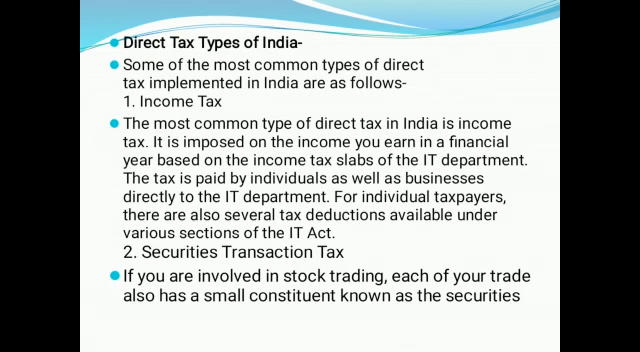 Direct Tax Types of India-
Some of the most common types of direct
tax implemented in India are as follows-
1. Income Tax
The most common type of direct tax in India is income
tax. It is imposed on the income you earn in a financial
year based on the income tax slabs of the IT department.
The tax is paid by individuals as well as businesses
directly to the IT department. For individual taxpayers,
there are also several tax deductions available under
various sections of the IT Act.
2. Securities Transaction Tax
If you are involved in stock trading, each of your trade
also has a small constituent known as the securities